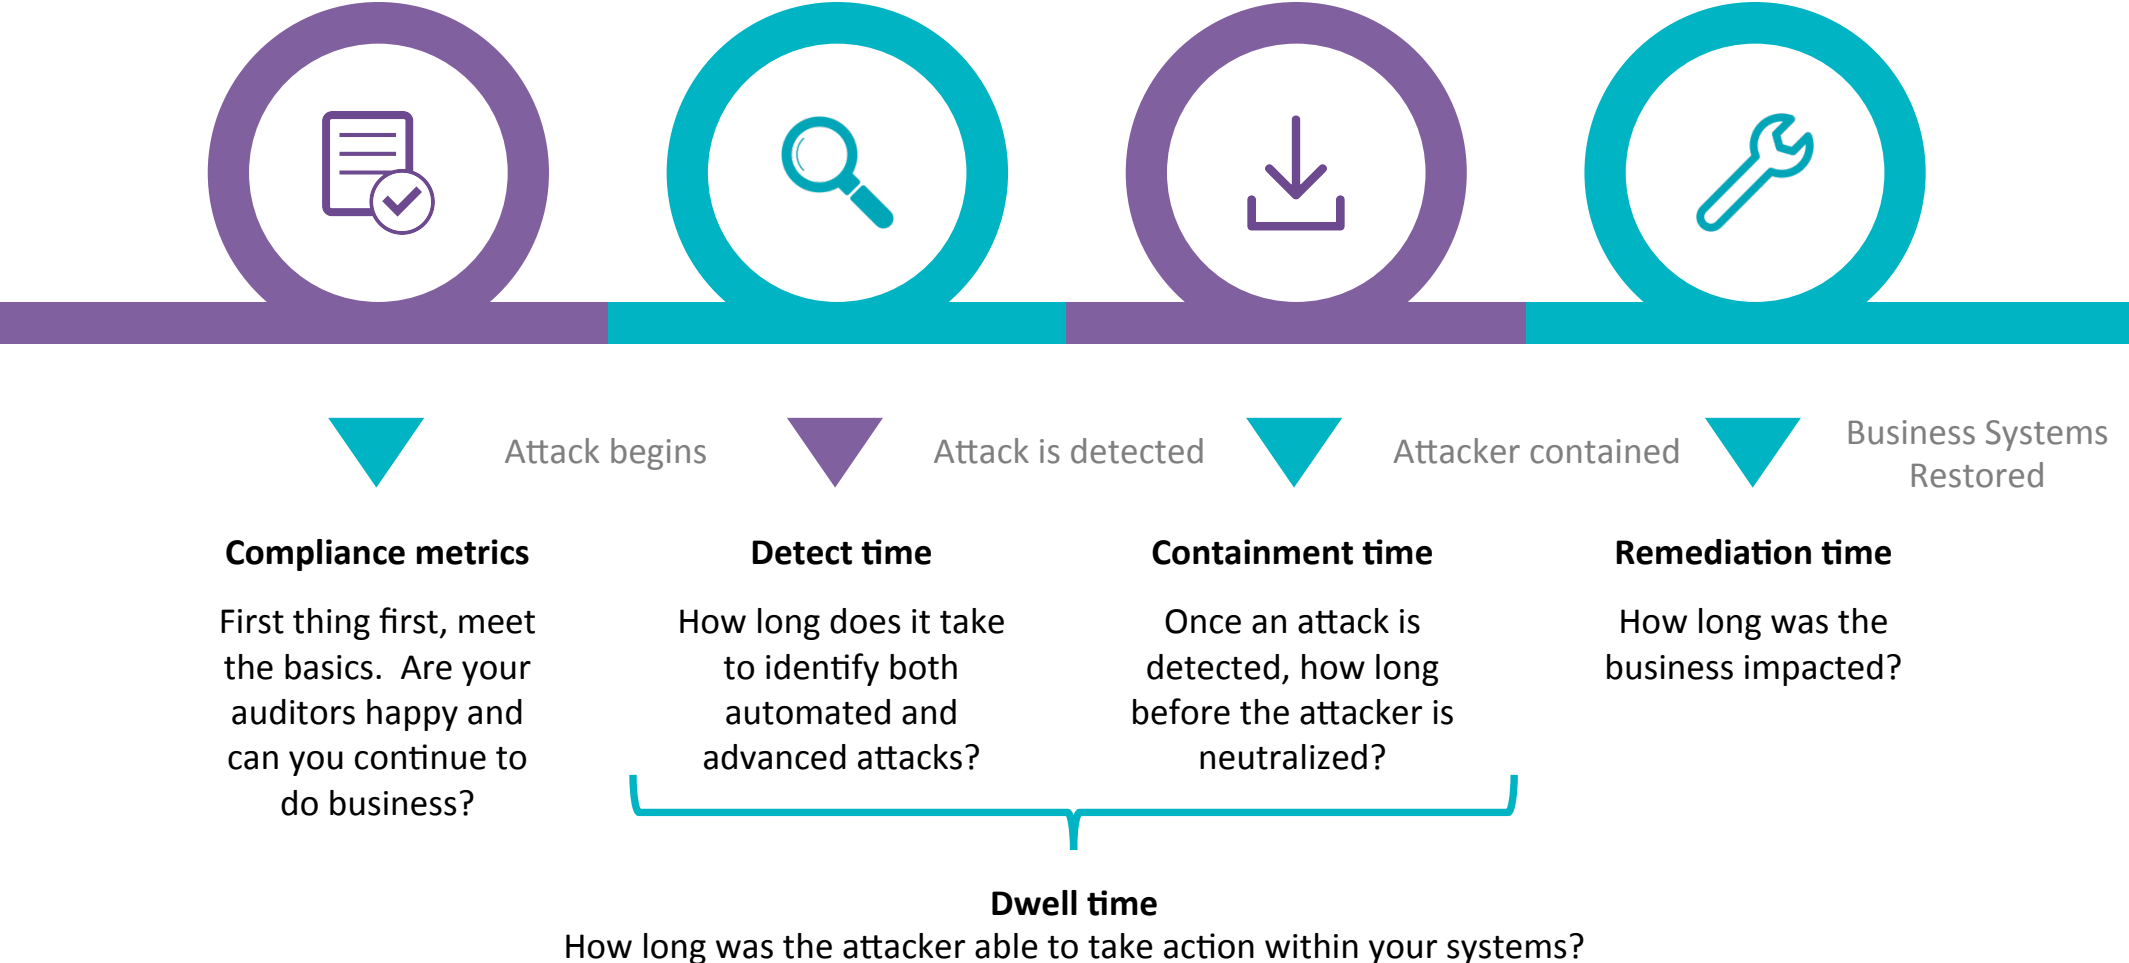 Attack begins
Attack is detected
Attacker contained
Business Systems
Restored
Compliance metrics
First thing first, meet
the basics.  Are your
auditors happy and
can you continue to
do business?
Detect time
How long does it take
to identify both
automated and
advanced attacks?
Containment time
Once an attack is
detected, how long
before the attacker is
neutralized?
Remediation time
How long was the
business impacted?
Dwell time
How long was the attacker able to take action within your systems?